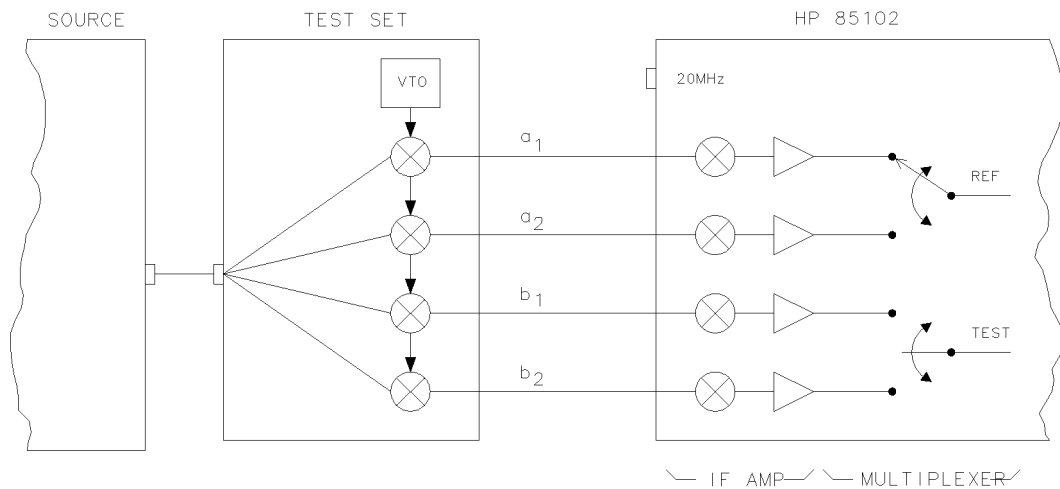 SOURCE
TEST SET
HP 85102
VTO
20MHz
a1
REF
a2
b1
TEST
b2
IF AMP
MULTIPLEXER